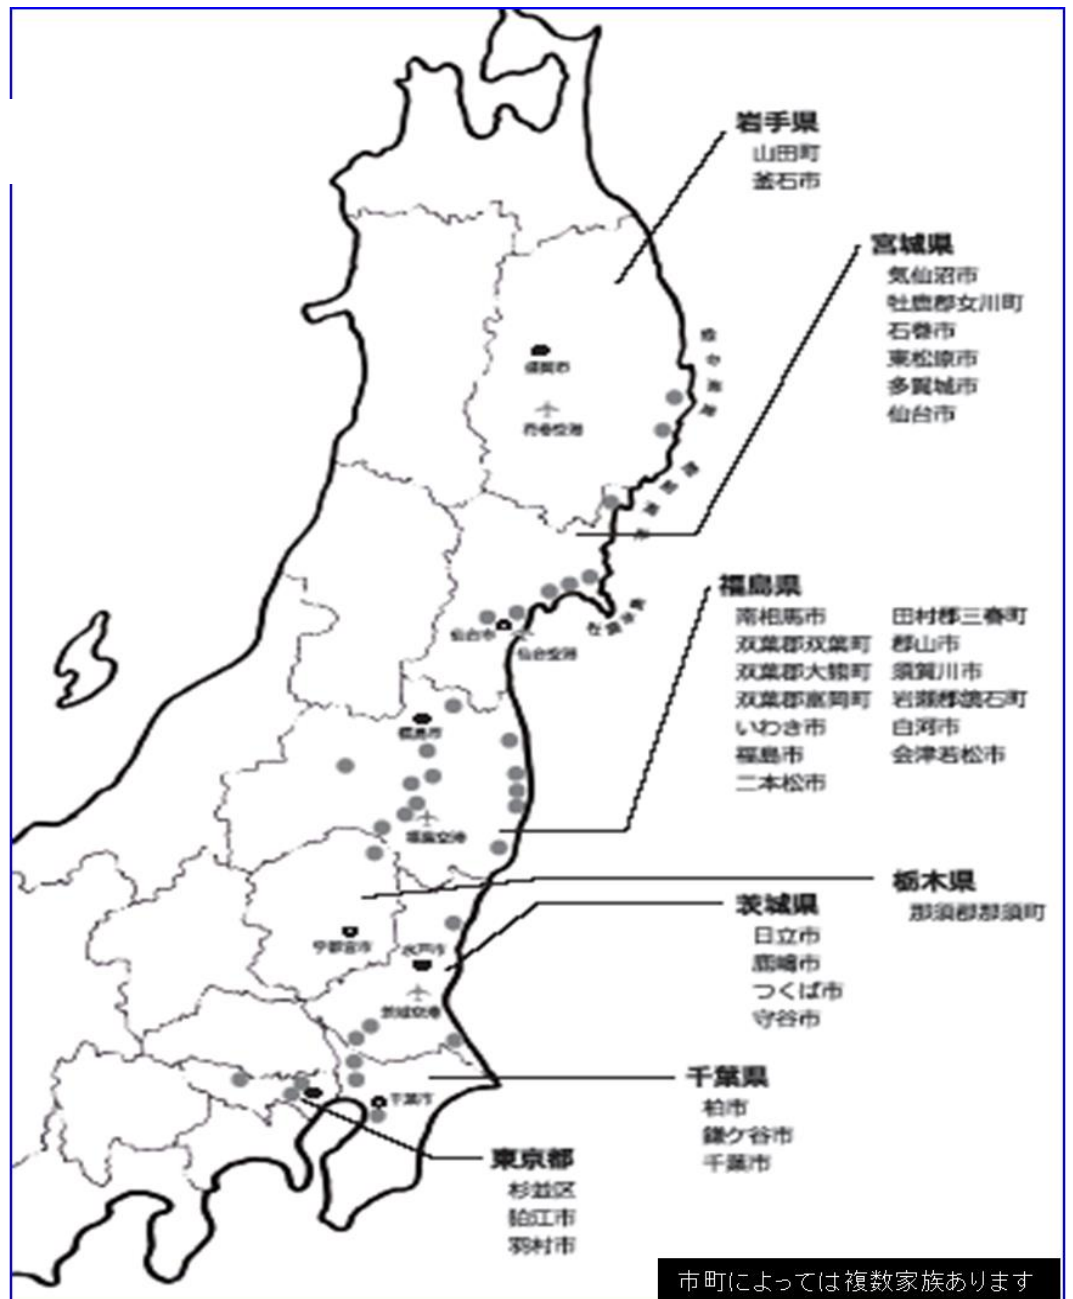 岩手県
山田町
釜石市
宮城県
気仙沼市
牡鹿郡女川町
石巻市
東松原市
多賀城市
仙台市
盛岡市
花巻空港
仙台市
仙台空港
福島県
南相馬市 田村郡三春町
双葉郡双葉町 郡山市
双葉郡大熊町 須賀川市
双葉郡富岡町 岩瀬郡鏡石町
いわき市 白河市
福島市 会津若松市
二本松市
福島市
福島空港
栃木県
那須郡那須町
茨城県
日立市
鹿嶋市
つくば市
守谷市
宇都宮市
水戸市
茨城空港
千葉県
柏市
鎌ケ谷市
千葉市
千葉市
東京都
杉並区
狛江市
羽村市
市町によっては複数家族あります